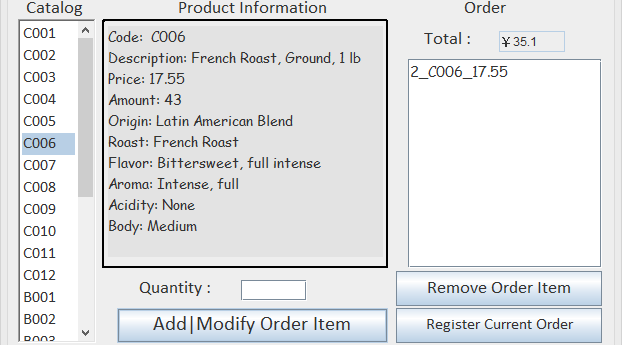 Catalog
Product Information
Order
C001
C002
C003
C004
C005
C006
C007
C008
C009
C010
C011
C012
B001
B002
B003
Code: C006
Description: French Roast, Ground, 1 lb
Price: 17.55
Amount: 43
Origin: Latin American Blend
Roast: French Roast
Flavor: Bittersweet, full intense
Aroma: Intense, full
Acidity: None
Body: Medium
Quantity :
Add|Modify Order Item
Total : ￥35.1
2_C006_17.55
Remove Order Item
Register Current Order